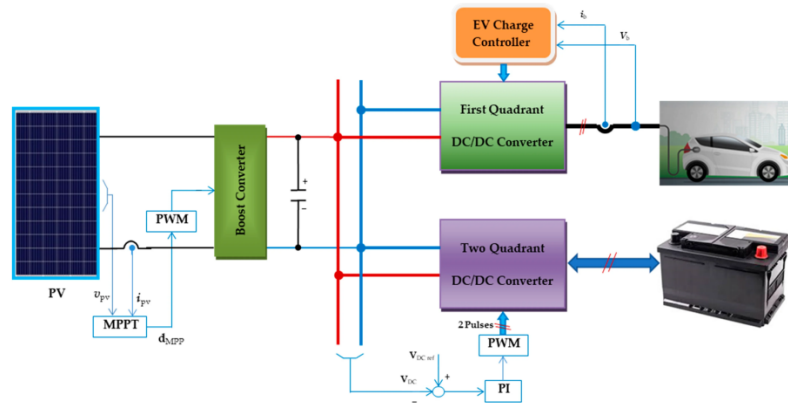 EV Charge
Controller
i_b
V_b
First Quadrant
DC/DC Converter
Boost Converter
+
−
PWM
PV
v_pv
i_pv
MPPT
d_MPP
Two Quadrant
DC/DC Converter
2 Pulses
PWM
V_DC ref
+
V_DC
−
PI